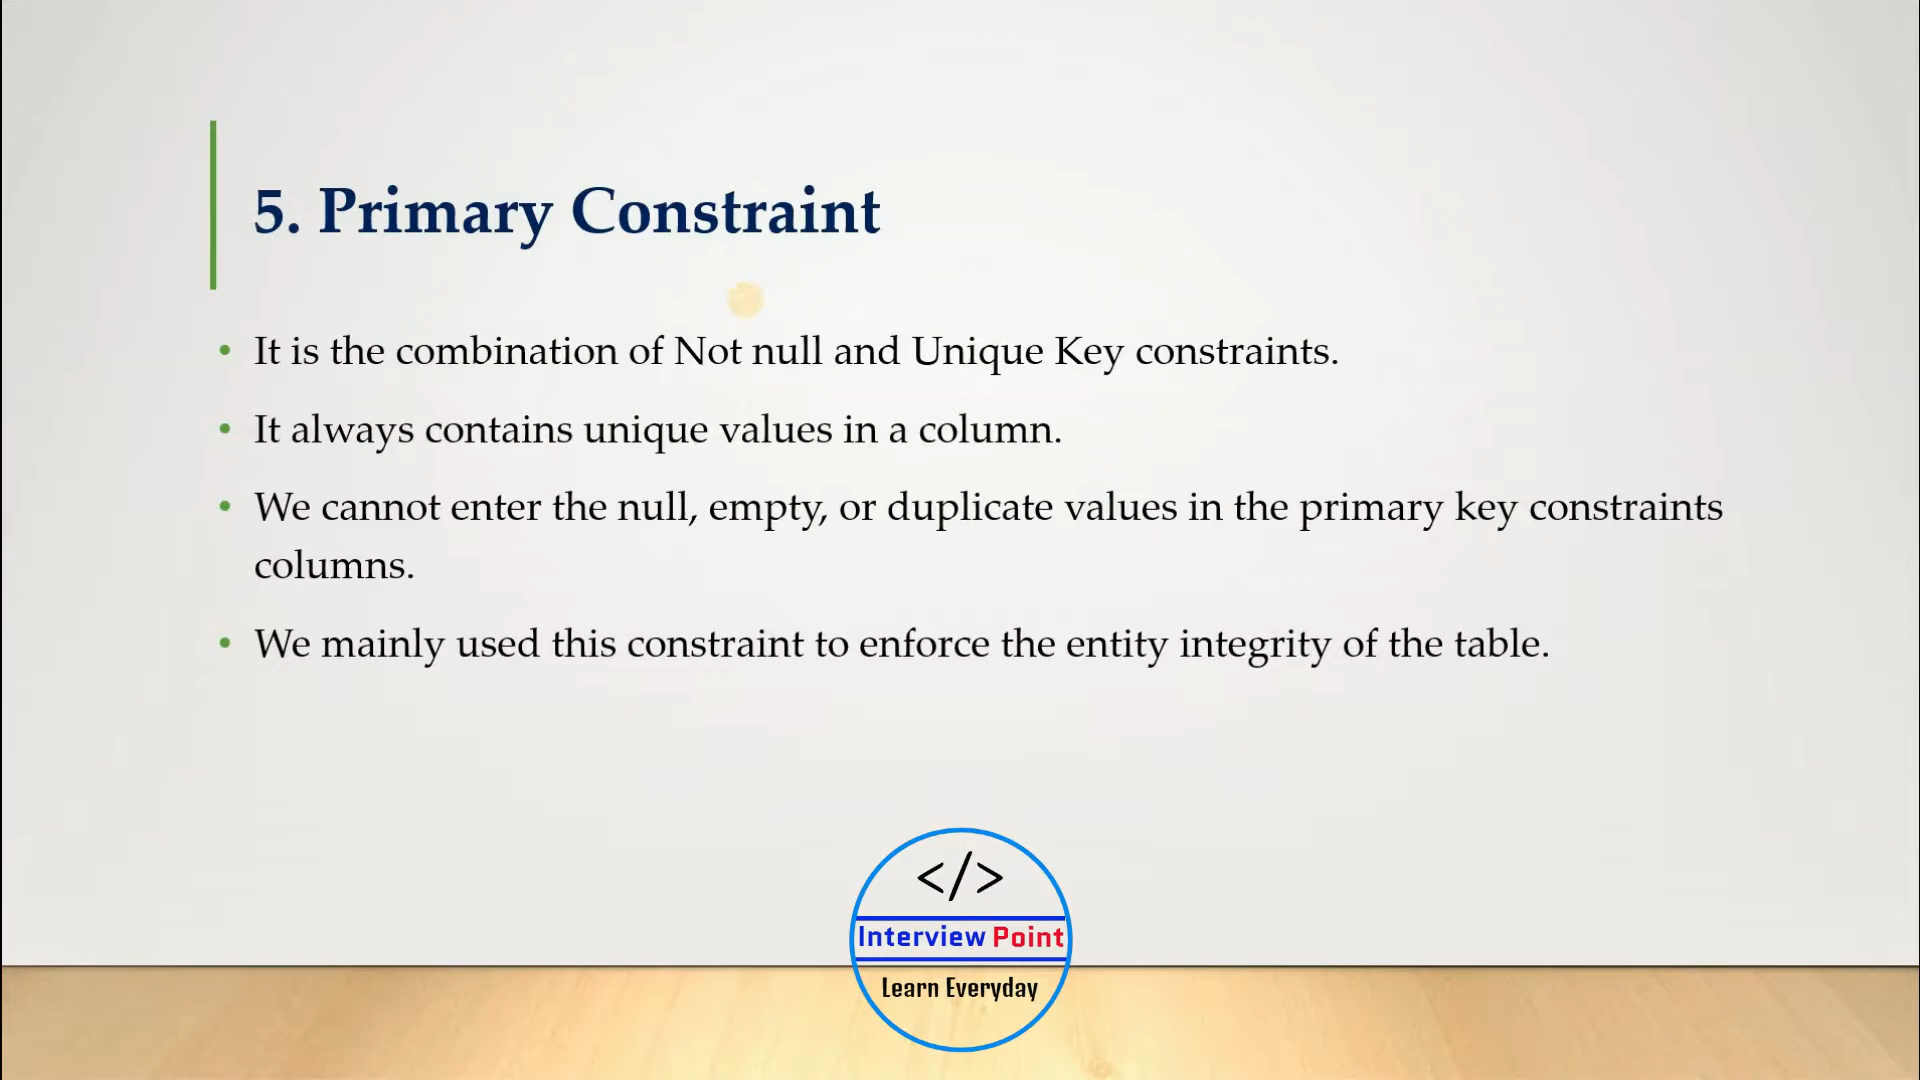 5. Primary Constraint
• It is the combination of Not null and Unique Key constraints.
• It always contains unique values in a column.
• We cannot enter the null, empty, or duplicate values in the primary key constraints
columns.
• We mainly used this constraint to enforce the entity integrity of the table.
</>
Interview Point
Learn Everyday